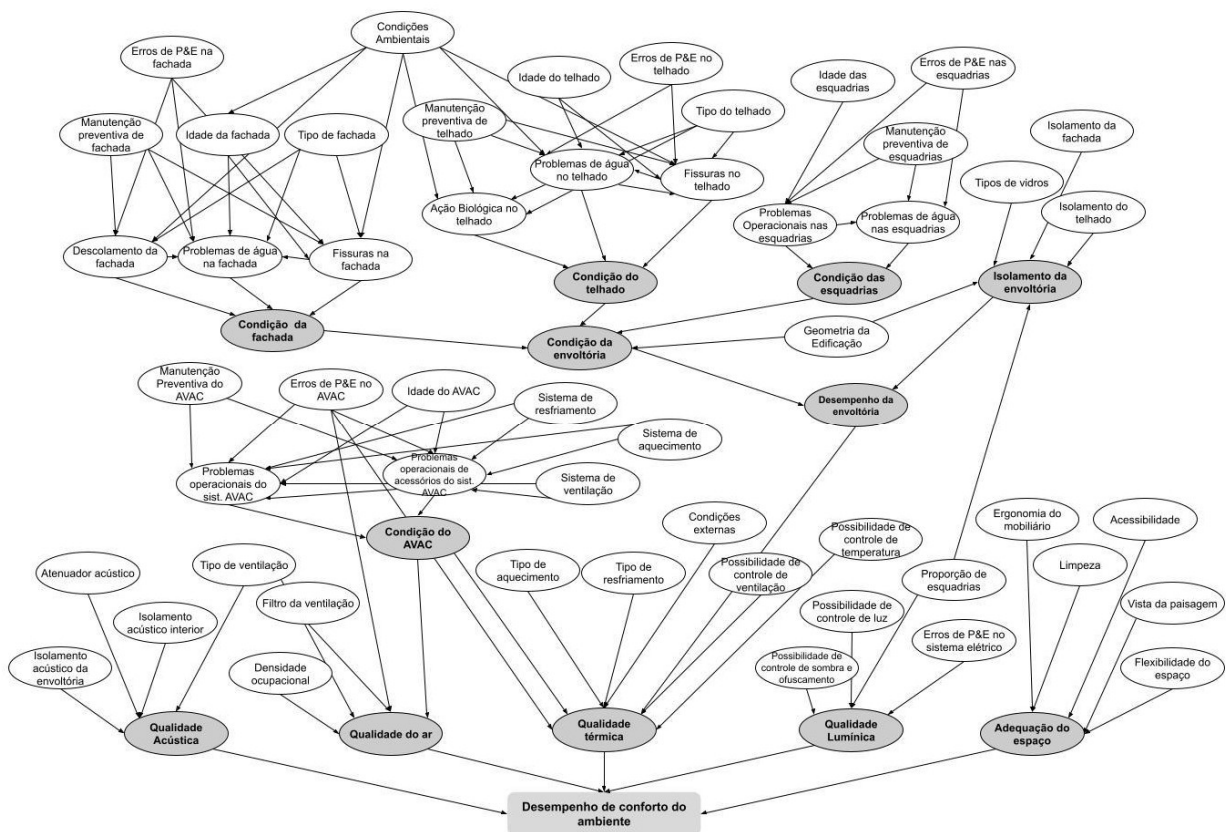 Condições
Ambientais
Erros de P&E na
fachada
Idade do telhado
Erros de P&E no
telhado
Idade das
esquadrias
Erros de P&E nas
esquadrias
Manutenção
preventiva de
fachada
Idade da fachada
Tipo de fachada
Manutenção
preventiva de telhado
Tipo do telhado
Manutenção
preventiva de
esquadrias
Isolamento da
fachada
Problemas de água
no telhado
Fissuras no
telhado
Tipos de vidros
Ação Biológica no
telhado
Problemas
Operacionais nas
esquadrias
Problemas de água
nas esquadrias
Isolamento do
telhado
Descolamento da
fachada
Problemas de água
na fachada
Fissuras na
fachada
Condição do
telhado
Condição das
esquadrias
Isolamento da
envoltória
Condição da
fachada
Condição da
envoltória
Geometria da
Edificação
Manutenção
Preventiva do
AVAC
Erros de P&E no
AVAC
Idade do AVAC
Sistema de
resfriamento
Desempenho da
envoltória
Sistema de
aquecimento
Problemas
operacionais do
sist. AVAC
Problemas
operacionais de
acessórios do sist.
AVAC
Sistema de
ventilação
Condição do
AVAC
Condições
externas
Possibilidade de
controle de
temperatura
Ergonomia do
mobiliário
Acessibilidade
Atenuador acústico
Tipo de ventilação
Tipo de
aquecimento
Tipo de
resfriamento
Possibilidade de
controle de
ventilação
Proporção de
esquadrias
Limpeza
Filtro da ventilação
Isolamento
acústico interior
Possibilidade de
controle de luz
Vista da paisagem
Erros de P&E no
sistema elétrico
Isolamento
acústico da
envoltória
Densidade
ocupacional
Possibilidade de
controle de sombra e
ofuscamento
Flexibilidade do
espaço
Qualidade
Acústica
Qualidade do ar
Qualidade
térmica
Qualidade
Lumínica
Adequação do
espaço
Desempenho de conforto do
ambiente